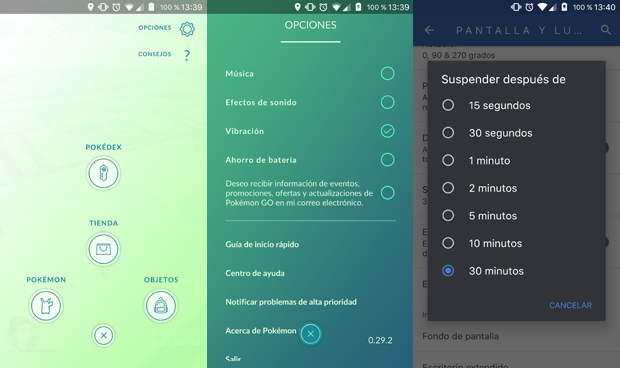 100 % 13:39
OPCIONES
CONSEJOS ?
POKÉDEX
TIENDA
POKÉMON
OBJETOS
100 % 13:39
OPCIONES
Música
Efectos de sonido
Vibración
Ahorro de batería
Deseo recibir información de eventos,
promociones, ofertas y actualizaciones de
Pokémon GO en mi correo electrónico.
Guía de inicio rápido
Centro de ayuda
Notificar problemas de alta prioridad
Acerca de Pokémon
0.29.2
Salir
100 % 13:40
PANTALLA Y LU...
0, 90 & 270 grados
Suspender después de
15 segundos
30 segundos
1 minuto
2 minutos
5 minutos
10 minutos
30 minutos
CANCELAR
Fondo de pantalla
Escritorio extendido